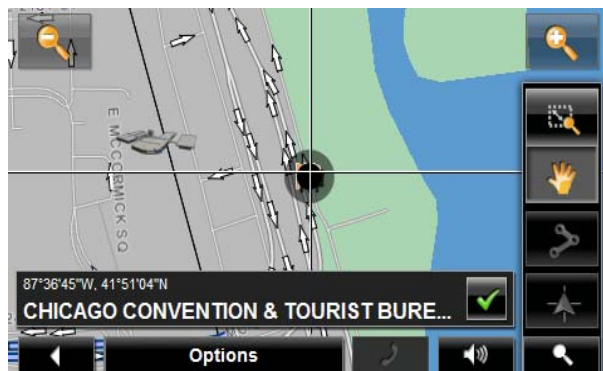 E MCCORMICK SQ
87°36'45"W, 41°51'04"N
CHICAGO CONVENTION & TOURIST BURE...
Options